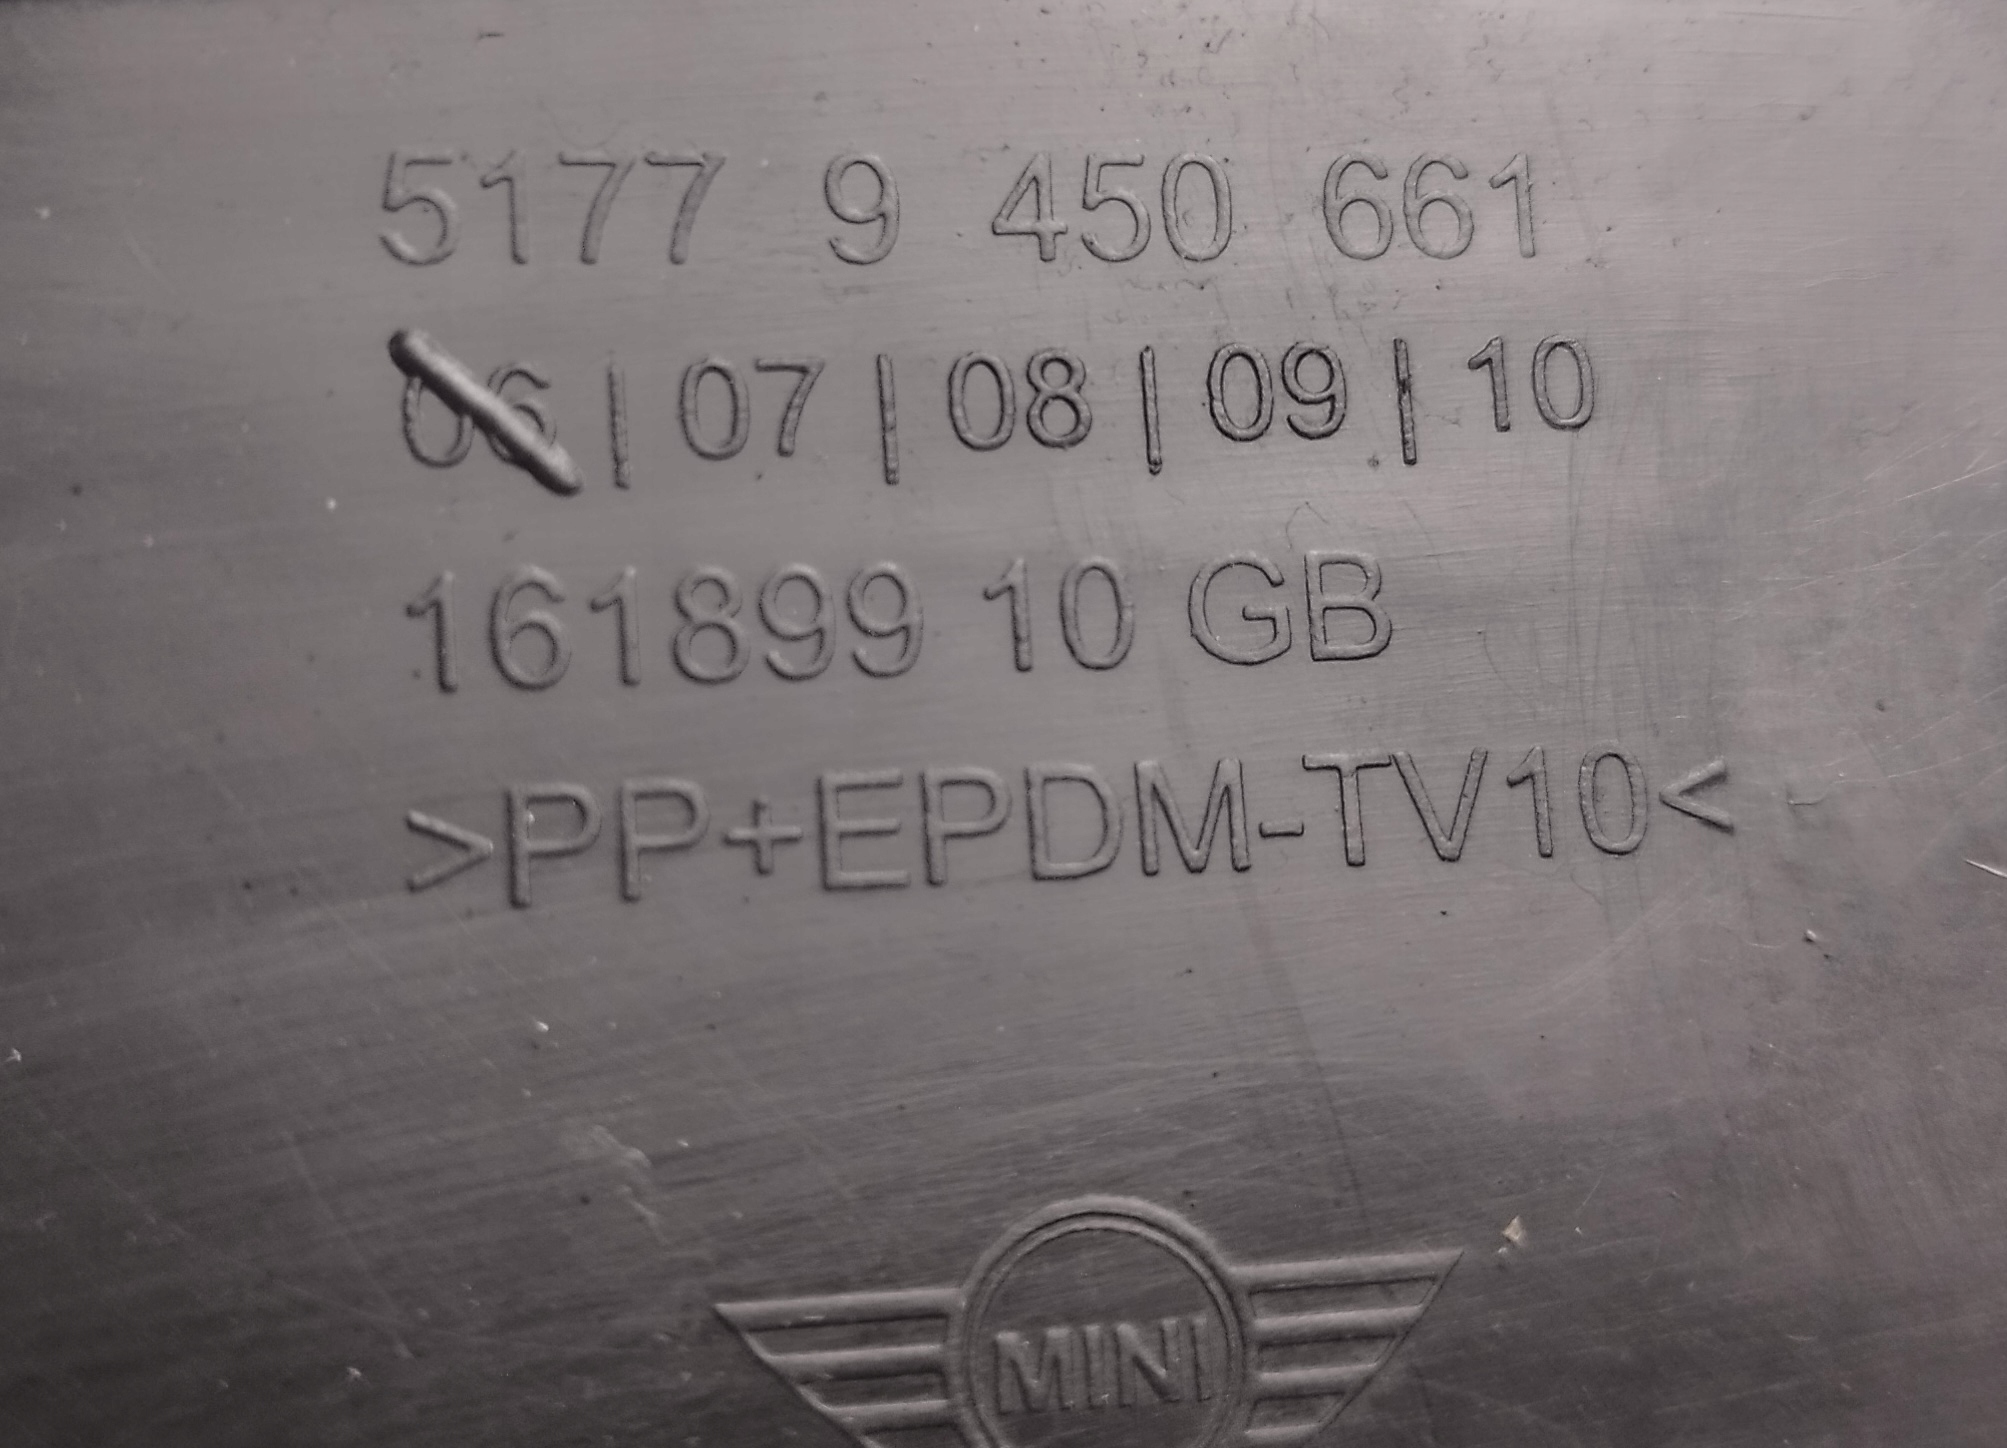 5177 9 450 661
06 | 07 | 08 | 09 | 10
161899 10 GB
>PP+EPDM-TV10<
MINI